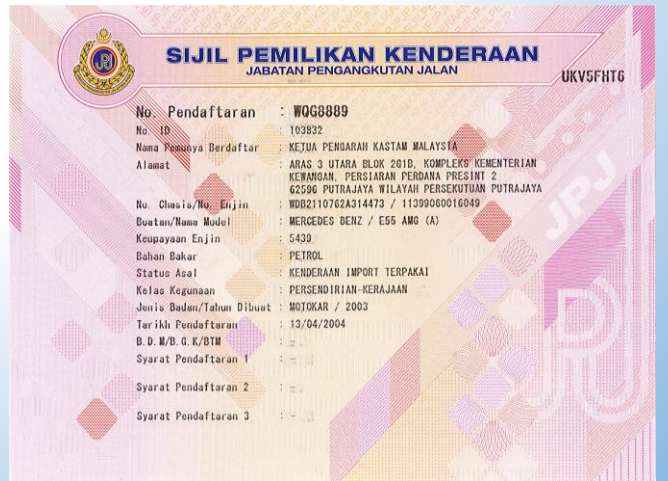 SIJIL PEMILIKAN KENDERAAN
JABATAN PENGANGKUTAN JALAN
UKV5FHT6
No. Pendaftaran : WQG8889
No. ID : 103832
Nama Pemunya Berdaftar : KETUA PENGARAH KASTAM MALAYSIA
Alamat : ARAS 3 UTARA BLOK 2G1B, KOMPLEKS KEMENTERIAN
KEWANGAN, PERSIARAN PERDANA PRESINT 2
62596 PUTRAJAYA WILAYAH PERSEKUTUAN PUTRAJAYA
No. Chasis/No. Enjin : WDB2110762A314473 / 11399060016049
Buatan/Nama Model : MERCEDES BENZ / E55 AMG (A)
Keupayaan Enjin : 5439
Bahan Bakar : PETROL
Status Asal : KENDERAAN IMPORT TERPAKAI
Kelas Kegunaan : PERSENDIRIAN-KERAJAAN
Jenis Badan/Tahun Dibuat : MOTOKAR / 2003
Tarikh Pendaftaran : 13/04/2004
B.D.M/B.G.K/BTM : -
Syarat Pendaftaran 1 : -
Syarat Pendaftaran 2 : -
Syarat Pendaftaran 3 : -
JPJ